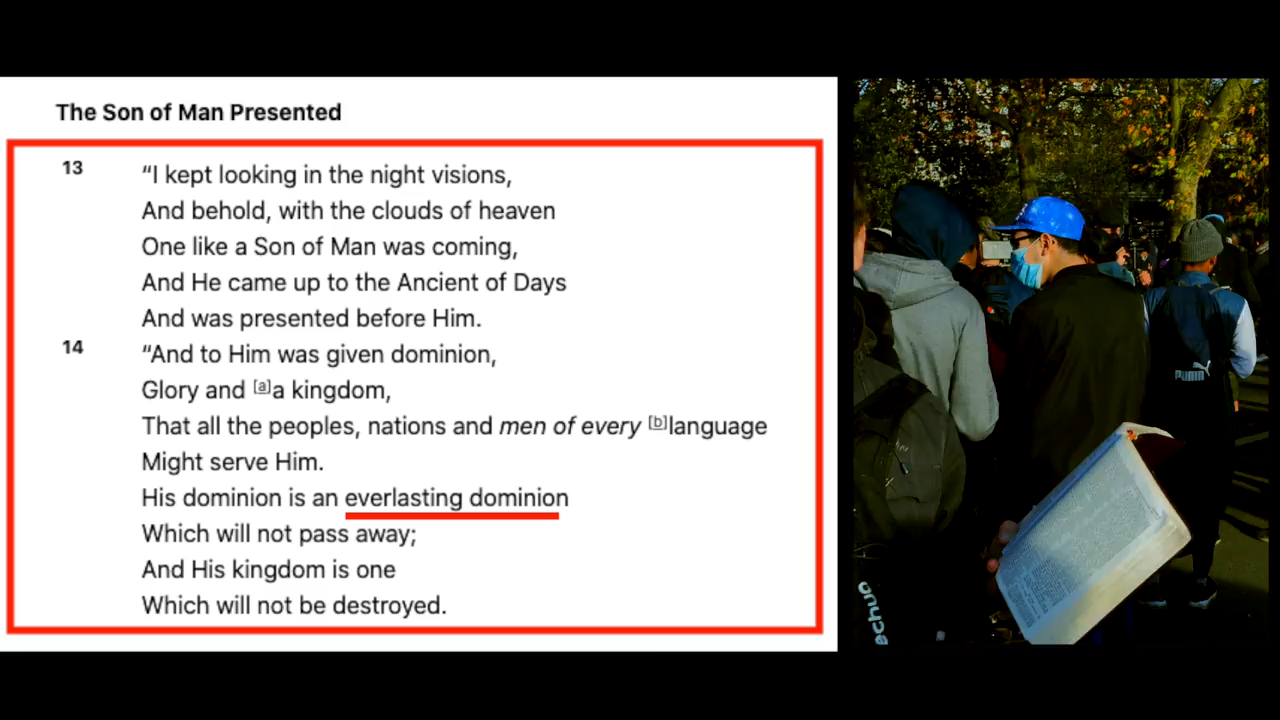 The Son of Man Presented
13 “I kept looking in the night visions,
And behold, with the clouds of heaven
One like a Son of Man was coming,
And He came up to the Ancient of Days
And was presented before Him.
14 “And to Him was given dominion,
Glory and [a]a kingdom,
That all the peoples, nations and men of every [b]language
Might serve Him.
His dominion is an everlasting dominion
Which will not pass away;
And His kingdom is one
Which will not be destroyed.
PUMA